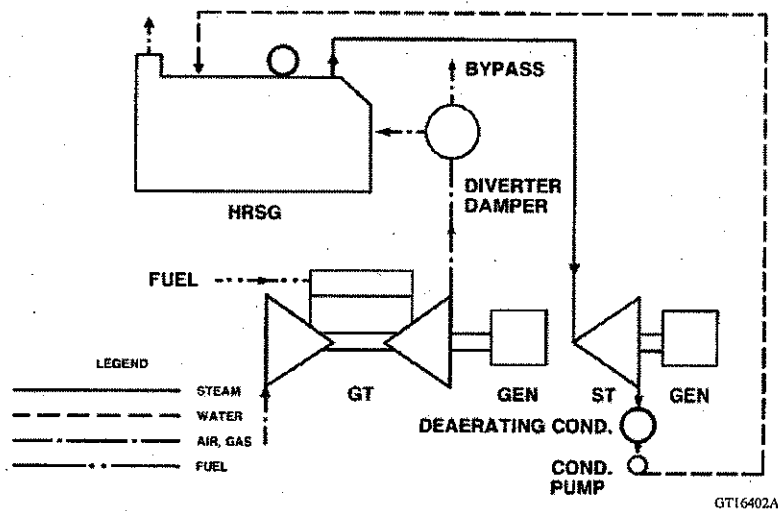 BYPASS
DIVERTER
DAMPER
HRSG
FUEL
LEGEND
STEAM
WATER
AIR, GAS
FUEL
GT
GEN
ST
GEN
DEAERATING COND.
COND.
PUMP
GT16402A